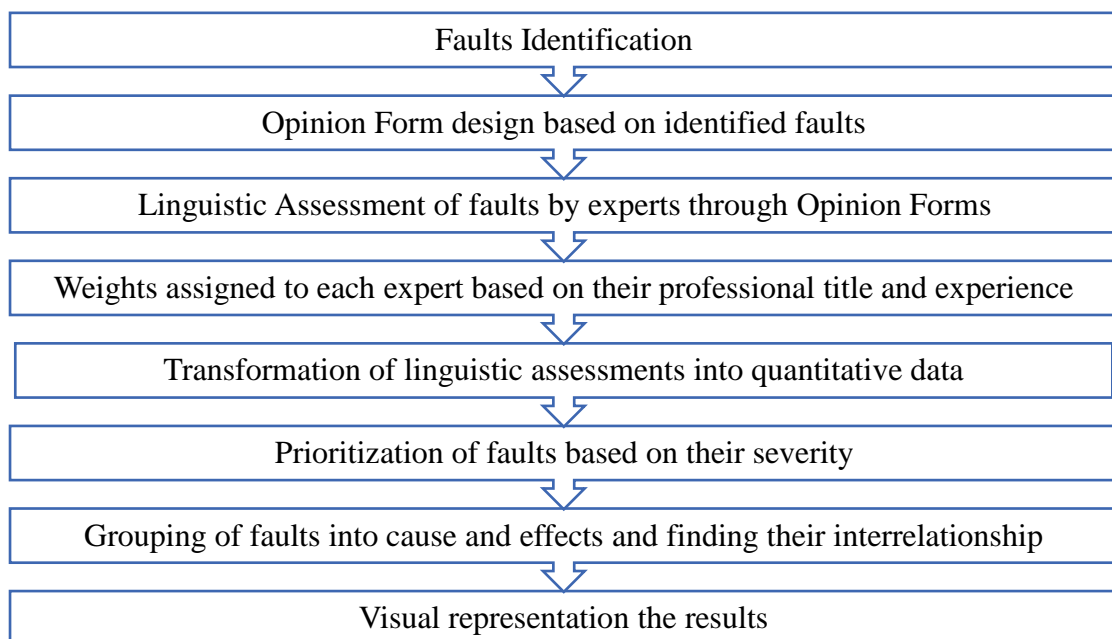 Faults Identification
Opinion Form design based on identified faults
Linguistic Assessment of faults by experts through Opinion Forms
Weights assigned to each expert based on their professional title and experience
Transformation of linguistic assessments into quantitative data
Prioritization of faults based on their severity
Grouping of faults into cause and effects and finding their interrelationship
Visual representation the results